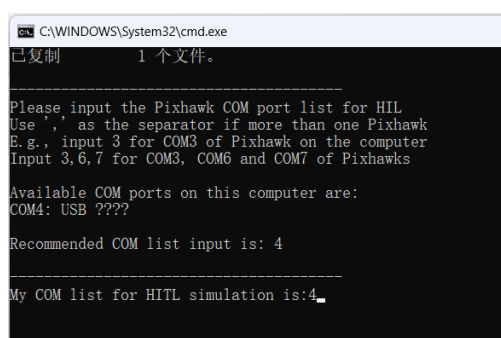 C:\WINDOWS\System32\cmd.exe
已复制         1 个文件。
----------------------------------------
Please input the Pixhawk COM port list for HIL
Use ',' as the separator if more than one Pixhawk
E.g., input 3 for COM3 of Pixhawk on the computer
Input 3,6,7 for COM3, COM6 and COM7 of Pixhawks
Available COM ports on this computer are:
COM4: USB ????
Recommended COM list input is: 4
----------------------------------------
My COM list for HITL simulation is:4